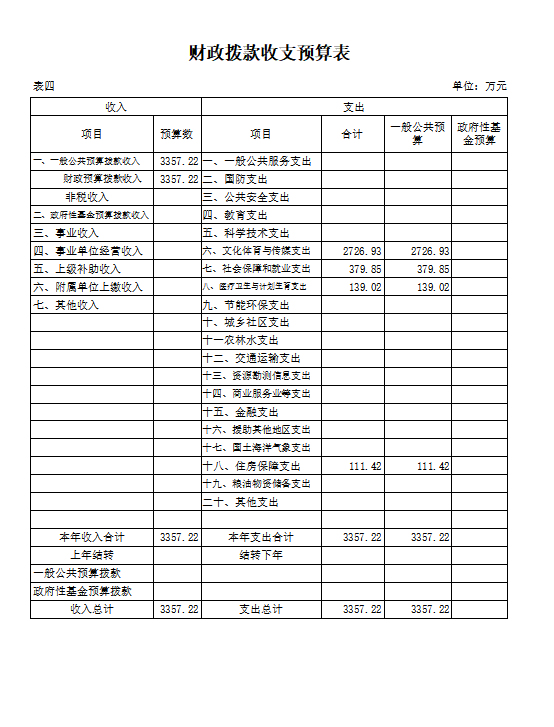 财政拨款收支预算表
表四 单位：万元
收入 支出
项目 预算数 项目 合计 一般公共预算 政府性基金预算
一、一般公共预算拨款收入 3357.22 一、一般公共服务支出
财政预算拨款收入 3357.22 二、国防支出
非税收入 三、公共安全支出
二、政府性基金预算拨款收入 四、教育支出
三、事业收入 五、科学技术支出
四、事业单位经营收入 六、文化体育与传媒支出 2726.93 2726.93
五、上级补助收入 七、社会保障和就业支出 379.85 379.85
六、附属单位上缴收入 八、医疗卫生与计划生育支出 139.02 139.02
七、其他收入 九、节能环保支出
十、城乡社区支出
十一农林水支出
十二、交通运输支出
十三、资源勘测信息支出
十四、商业服务业等支出
十五、金融支出
十六、援助其他地区支出
十七、国土海洋气象支出
十八、住房保障支出 111.42 111.42
十九、粮油物资储备支出
二十、其他支出
本年收入合计 3357.22 本年支出合计 3357.22 3357.22
上年结转 结转下年
一般公共预算拨款
政府性基金预算拨款
收入总计 3357.22 支出总计 3357.22 3357.22